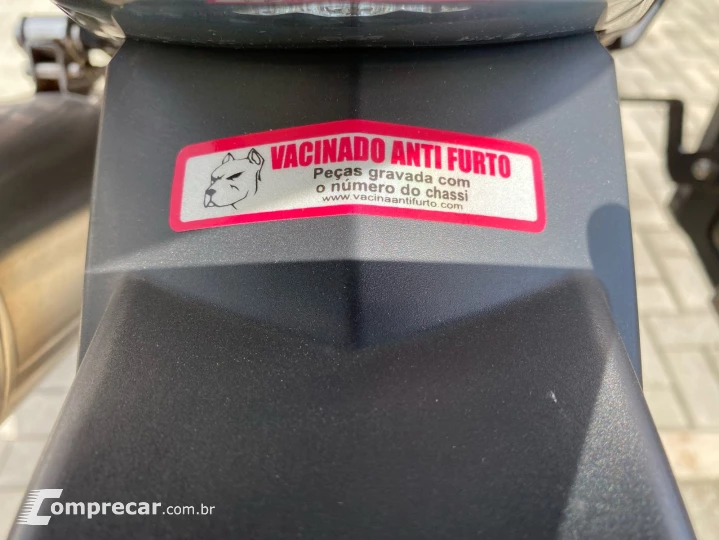 VACINADO ANTI FURTO
Peças gravada com
o número do chassi
www.vacinaantifurto.com
Comprecar.com.br